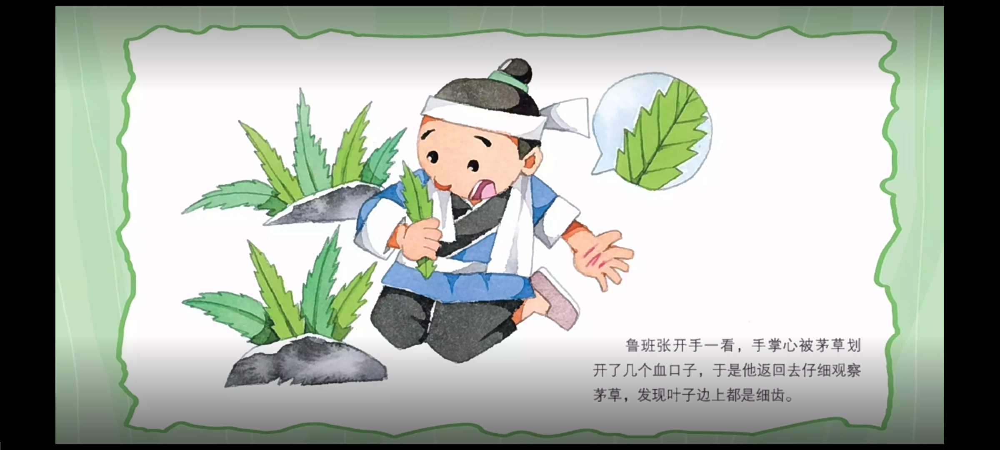 鲁班张开手一看，手掌心被茅草划
开了几个血口子，于是他返回去仔细观察
茅草，发现叶子边上都是细齿。